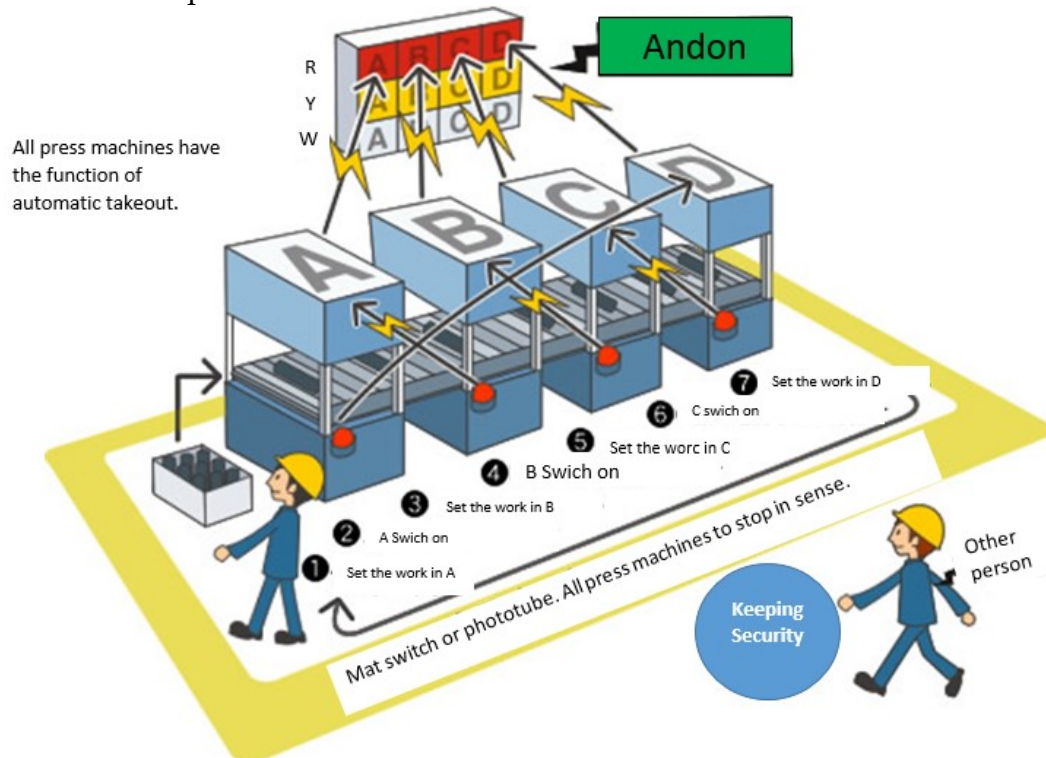 Andon
R
Y
W
A B C D
A B C D
A B C D
All press machines have
the function of
automatic takeout.
A
B
C
D
7 Set the work in D
6 C swich on
5 Set the worc in C
4 B Swich on
3 Set the work in B
2 A Swich on
1 Set the work in A
Mat switch or phototube. All press machines to stop in sense.
Keeping
Security
Other
person